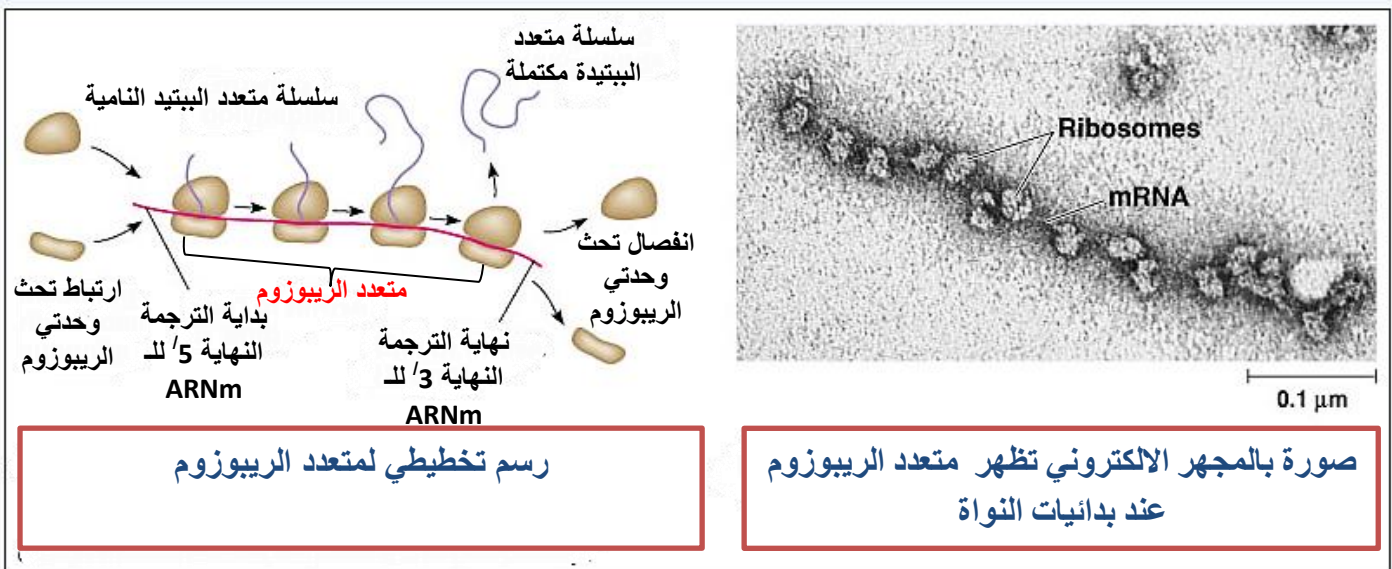 سلسلة متعدد
الببتيدة مكتملة
سلسلة متعدد الببتيد النامية
ارتباط تحث
وحدتي
الريبوزوم
بداية الترجمة
النهاية 5/ للـ
ARNm
متعدد الريبوزوم
نهاية الترجمة
النهاية 3/ للـ
ARNm
انفصال تحث
وحدتي
الريبوزوم
رسم تخطيطي لمتعدد الريبوزوم
Ribosomes
mRNA
0.1 μm
صورة بالمجهر الالكتروني تظهر متعدد الريبوزوم
عند بدائيات النواة